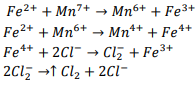 Fe²⁺ + Mn⁷⁺ → Mn⁶⁺ + Fe³⁺
Fe²⁺ + Mn⁶⁺ → Mn⁴⁺ + Fe⁴⁺
Fe⁴⁺ + 2Cl⁻ → Cl₂⁻ + Fe³⁺
2Cl₂⁻ →↑ Cl₂ + 2Cl⁻